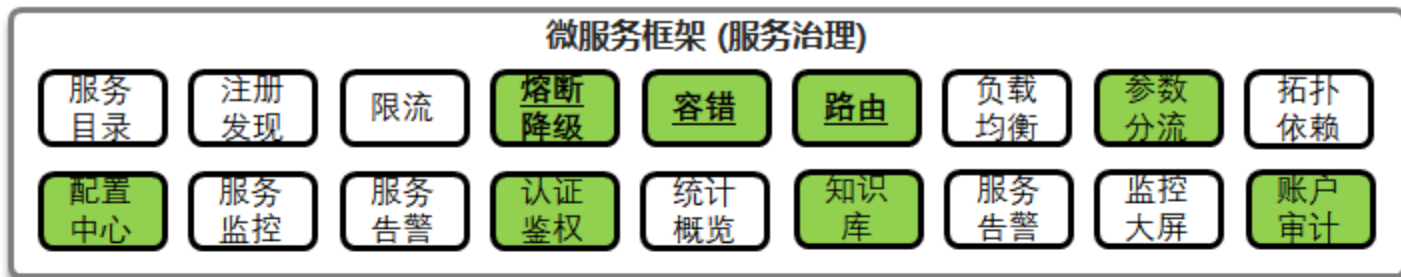 微服务框架 (服务治理)
服务
目录
注册
发现
限流
熔断
降级
容错
路由
负载
均衡
参数
分流
拓扑
依赖
配置
中心
服务
监控
服务
告警
认证
鉴权
统计
概览
知识
库
服务
告警
监控
大屏
账户
审计